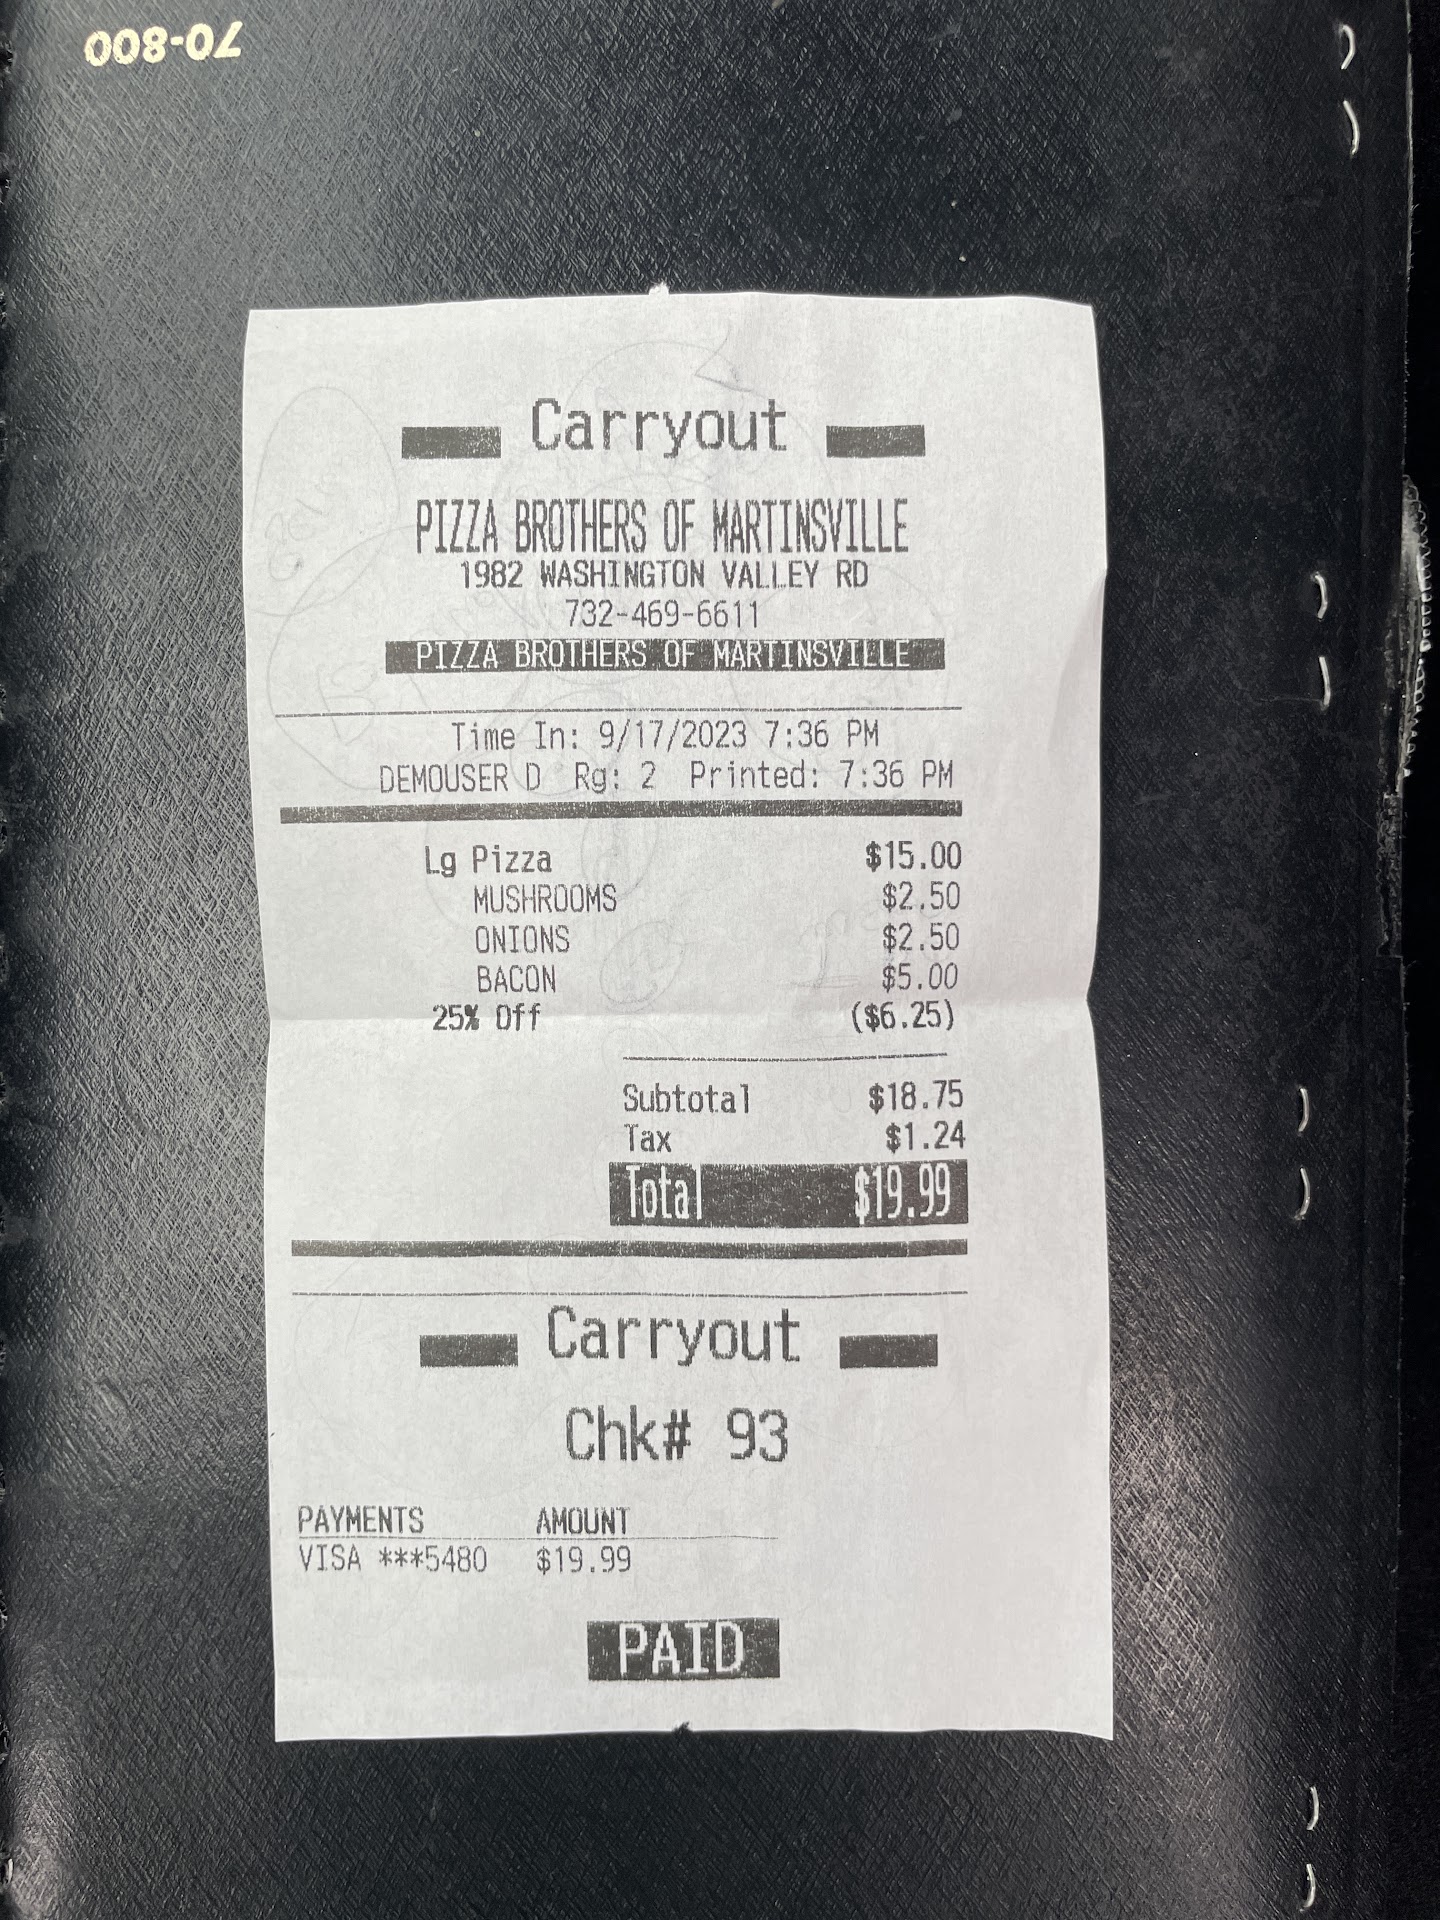 70-800
Carryout
PIZZA BROTHERS OF MARTINSVILLE
1982 WASHINGTON VALLEY RD
732-469-6611
PIZZA BROTHERS OF MARTINSVILLE
Time In: 9/17/2023 7:36 PM
DEMOUSER D Rg: 2 Printed: 7:36 PM
Lg Pizza $15.00
MUSHROOMS $2.50
ONIONS $2.50
BACON $5.00
25% Off ($6.25)
Subtotal $18.75
Tax $1.24
Total $19.99
Carryout
Chk# 93
PAYMENTS AMOUNT
VISA ***5480 $19.99
PAID